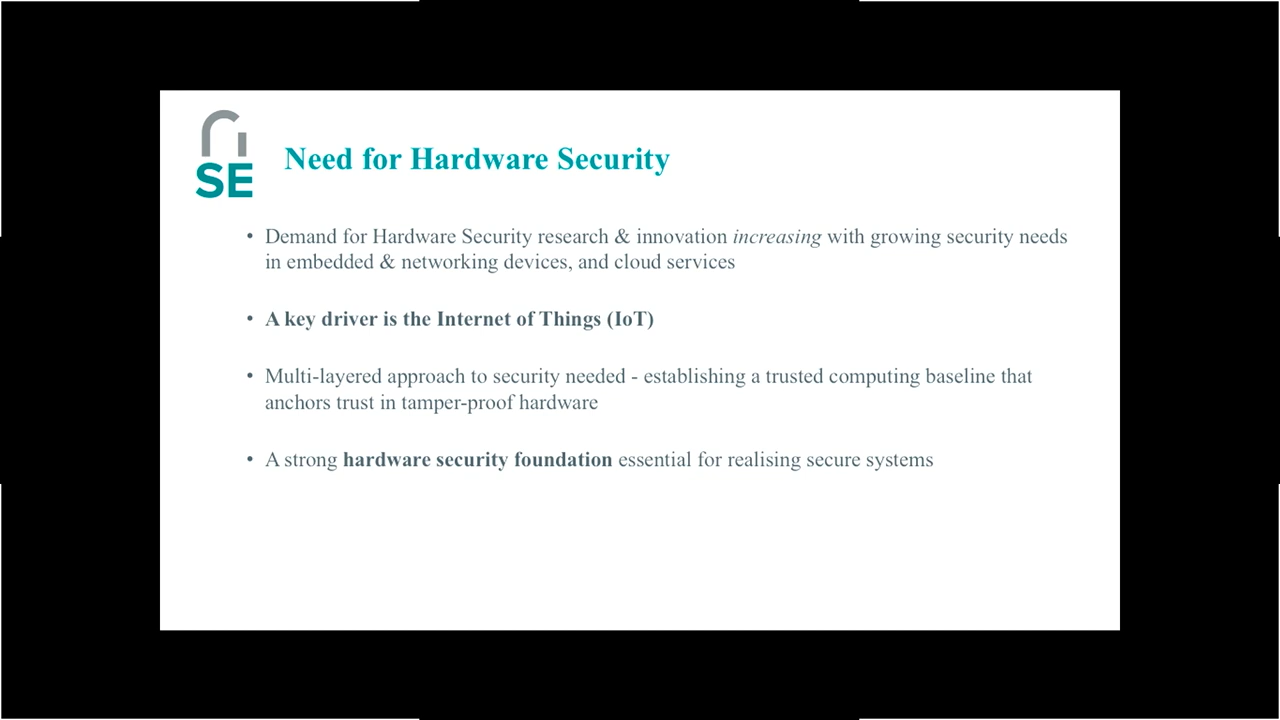 SE
Need for Hardware Security
• Demand for Hardware Security research & innovation increasing with growing security needs
in embedded & networking devices, and cloud services
• A key driver is the Internet of Things (IoT)
• Multi-layered approach to security needed - establishing a trusted computing baseline that
anchors trust in tamper-proof hardware
• A strong hardware security foundation essential for realising secure systems